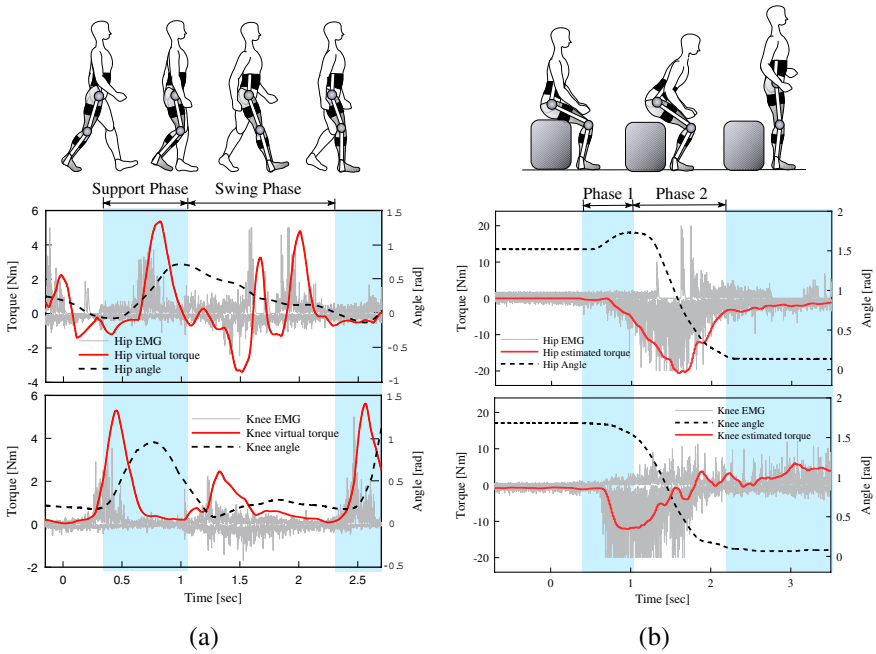 Support Phase
Swing Phase
6
4
2
0
-2
-4
Torque [Nm]
1.5
1
0.5
0
-0.5
-1
Angle [rad]
Hip EMG
Hip virtual torque
Hip angle
6
4
2
0
-2
Torque [Nm]
1.5
1
0.5
0
-0.5
Angle [rad]
Knee EMG
Knee virtual torque
Knee angle
0
0.5
1
1.5
2
2.5
Time [sec]
(a)
Phase 1
Phase 2
20
10
0
-10
-20
Torque [Nm]
2
1.5
1
0.5
0
Angle [rad]
Hip EMG
Hip estimated torque
Hip Angle
20
10
0
-10
-20
Torque [Nm]
2
1.5
1
0.5
0
Angle [rad]
Knee EMG
Knee angle
Knee estimated torque
0
1
2
3
Time [sec]
(b)